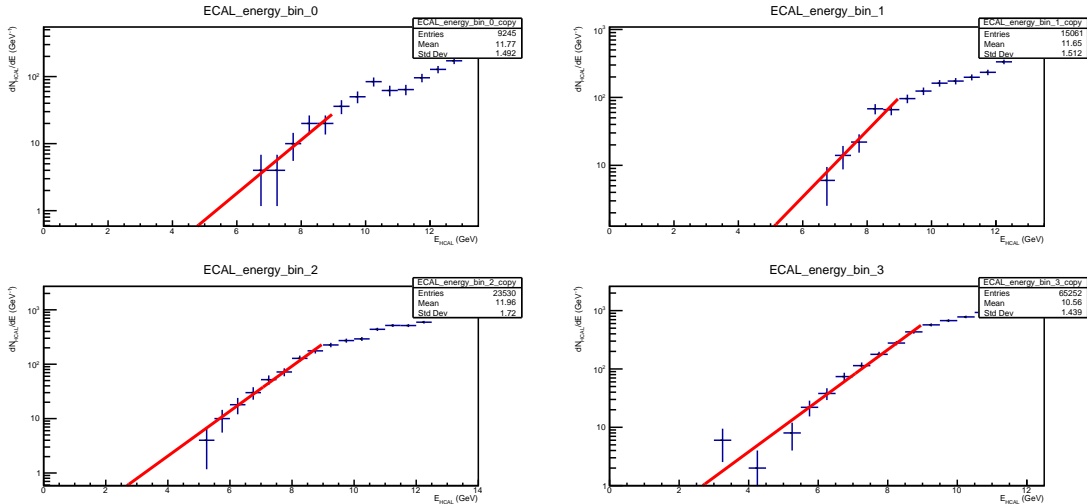 ECAL_energy_bin_0
ECAL_energy_bin_0_copy
Entries 9245
Mean 11.77
Std Dev 1.492
dN_HCAL/dE (GeV⁻¹)
10²
10
1
0 2 4 6 8 10 12
E_HCAL (GeV)
ECAL_energy_bin_1
ECAL_energy_bin_1_copy
Entries 15061
Mean 11.65
Std Dev 1.512
dN_HCAL/dE (GeV⁻¹)
10³
10²
10
0 2 4 6 8 10 12
E_HCAL (GeV)
ECAL_energy_bin_2
ECAL_energy_bin_2_copy
Entries 23530
Mean 11.96
Std Dev 1.72
dN_HCAL/dE (GeV⁻¹)
10³
10²
10
1
0 2 4 6 8 10 12 14
E_HCAL (GeV)
ECAL_energy_bin_3
ECAL_energy_bin_3_copy
Entries 65252
Mean 10.56
Std Dev 1.439
dN_HCAL/dE (GeV⁻¹)
10³
10²
10
1
0 2 4 6 8 10 12
E_HCAL (GeV)